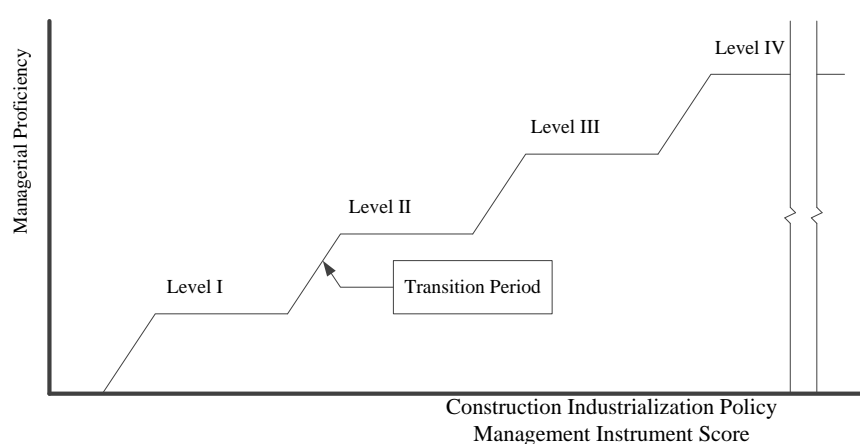 Level IV
Level III
Level II
Level I
Transition Period
Managerial Proficiency
Construction Industrialization Policy
Management Instrument Score